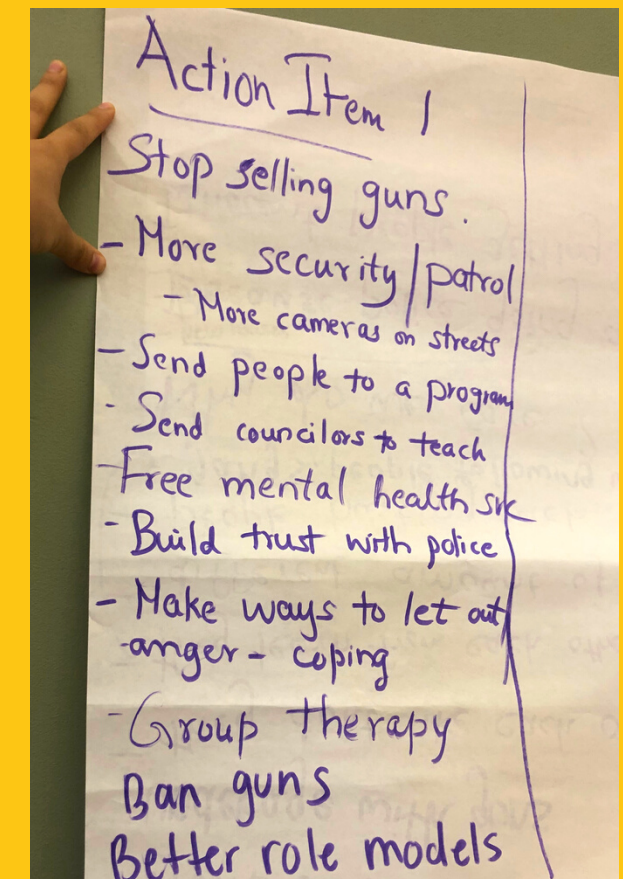 Action Item 1
Stop selling guns.
- More security/patrol
- More cameras on streets
- Send people to a program
- Send councilors to teach
- Free mental health svc
- Build trust with police
- Make ways to let out
anger - coping
- Group therapy
Ban guns
Better role models